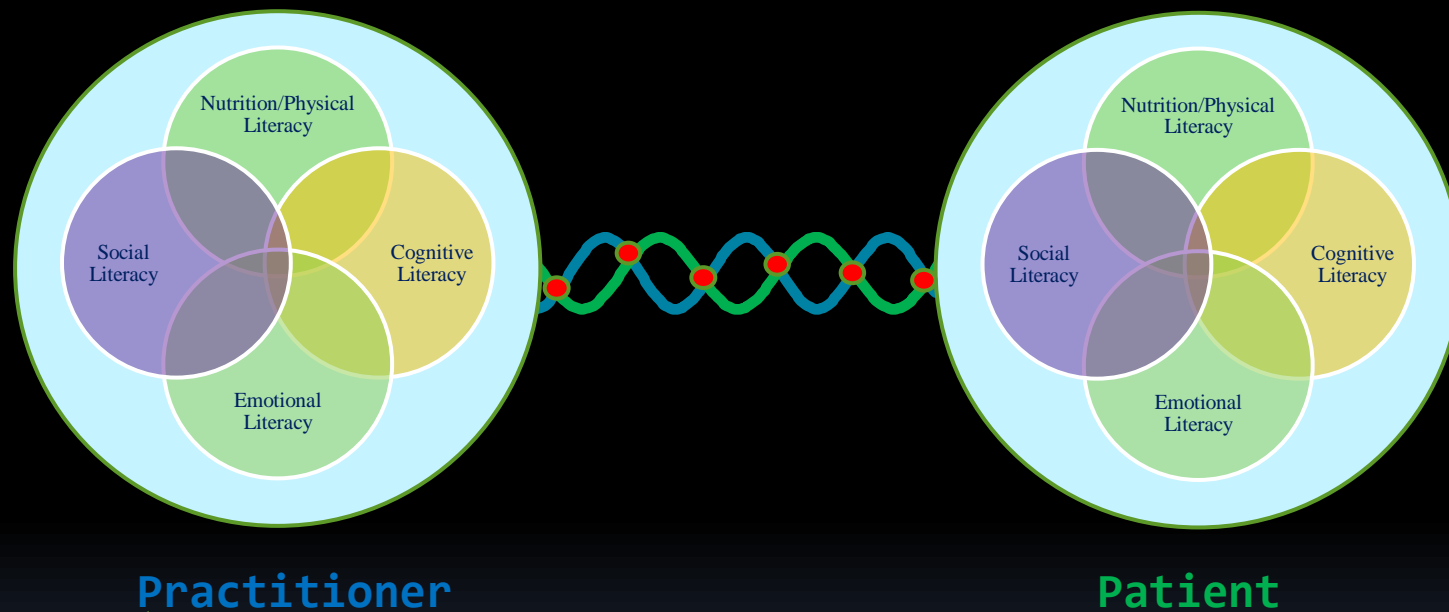 Nutrition/Physical
Literacy
Social
Literacy
Cognitive
Literacy
Emotional
Literacy
Nutrition/Physical
Literacy
Social
Literacy
Cognitive
Literacy
Emotional
Literacy
Practitioner
Patient